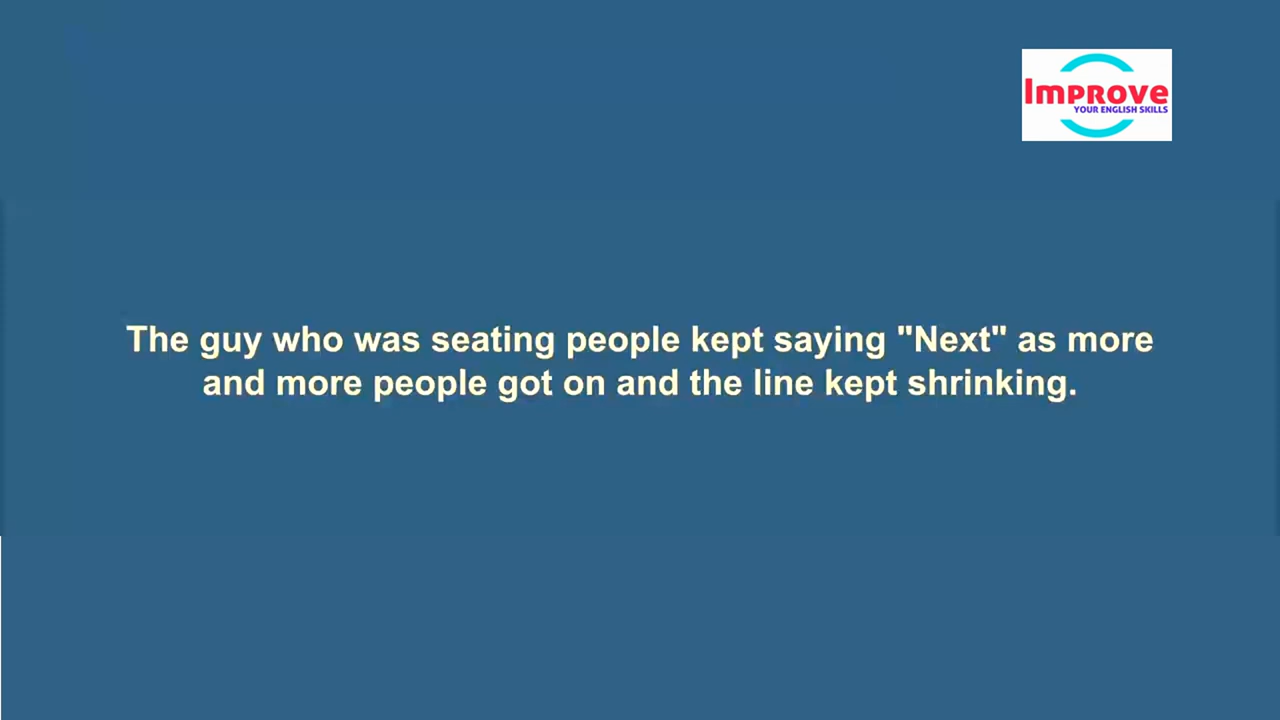 Improve
YOUR ENGLISH SKILLS
The guy who was seating people kept saying "Next" as more
and more people got on and the line kept shrinking.